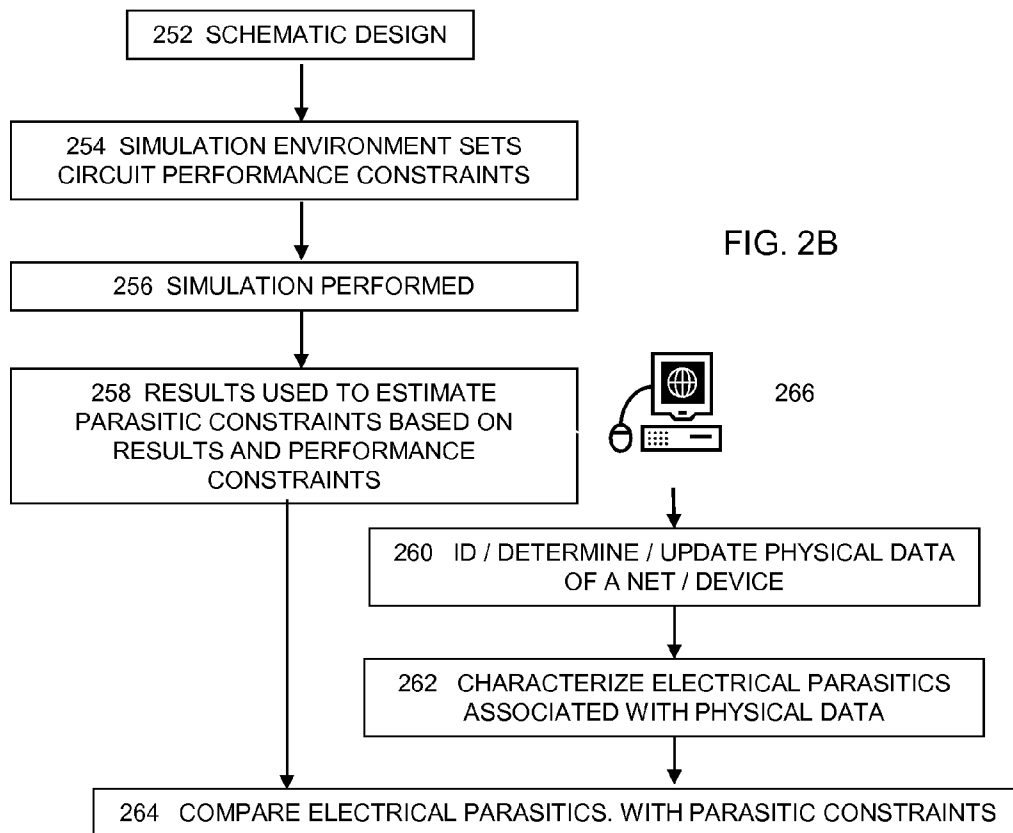 252 SCHEMATIC DESIGN
254 SIMULATION ENVIRONMENT SETS
CIRCUIT PERFORMANCE CONSTRAINTS
FIG. 2B
256 SIMULATION PERFORMED
258 RESULTS USED TO ESTIMATE
PARASITIC CONSTRAINTS BASED ON
RESULTS AND PERFORMANCE
CONSTRAINTS
266
260 ID / DETERMINE / UPDATE PHYSICAL DATA
OF A NET / DEVICE
262 CHARACTERIZE ELECTRICAL PARASITICS
ASSOCIATED WITH PHYSICAL DATA
264 COMPARE ELECTRICAL PARASITICS. WITH PARASITIC CONSTRAINTS